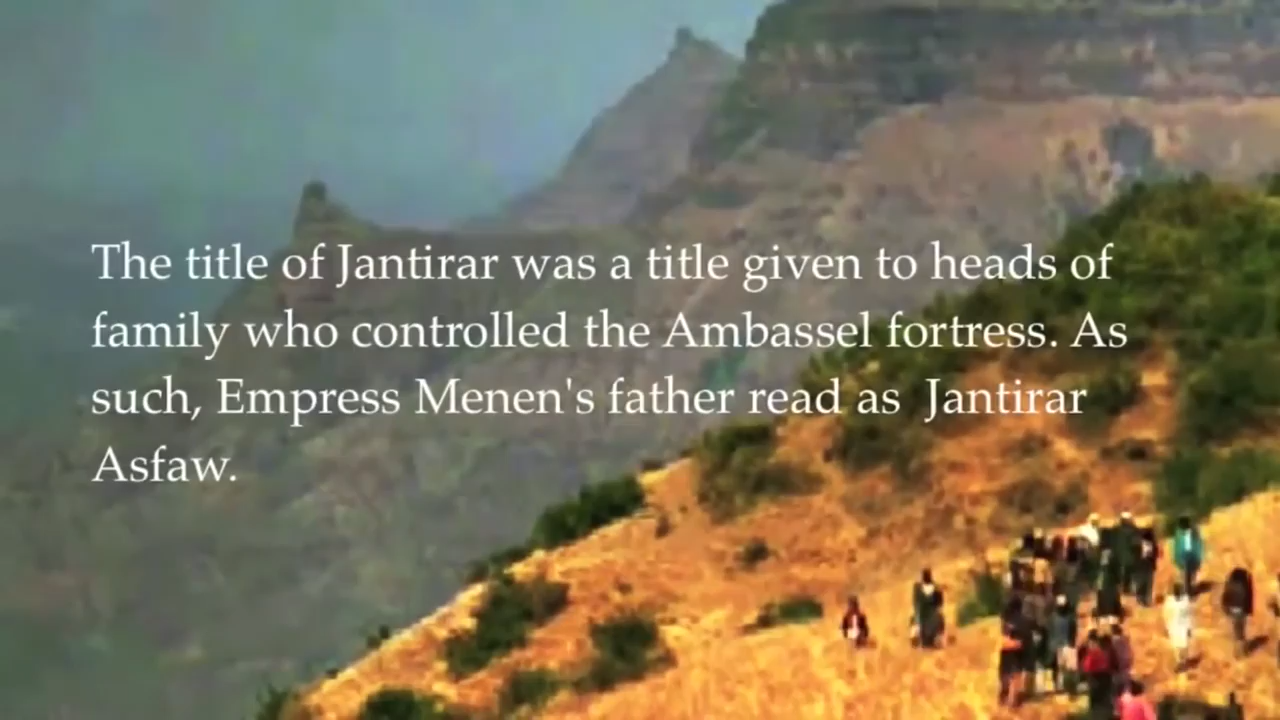 The title of Jantirar was a title given to heads of
family who controlled the Ambassel fortress. As
such, Empress Menen's father read as  Jantirar
Asfaw.